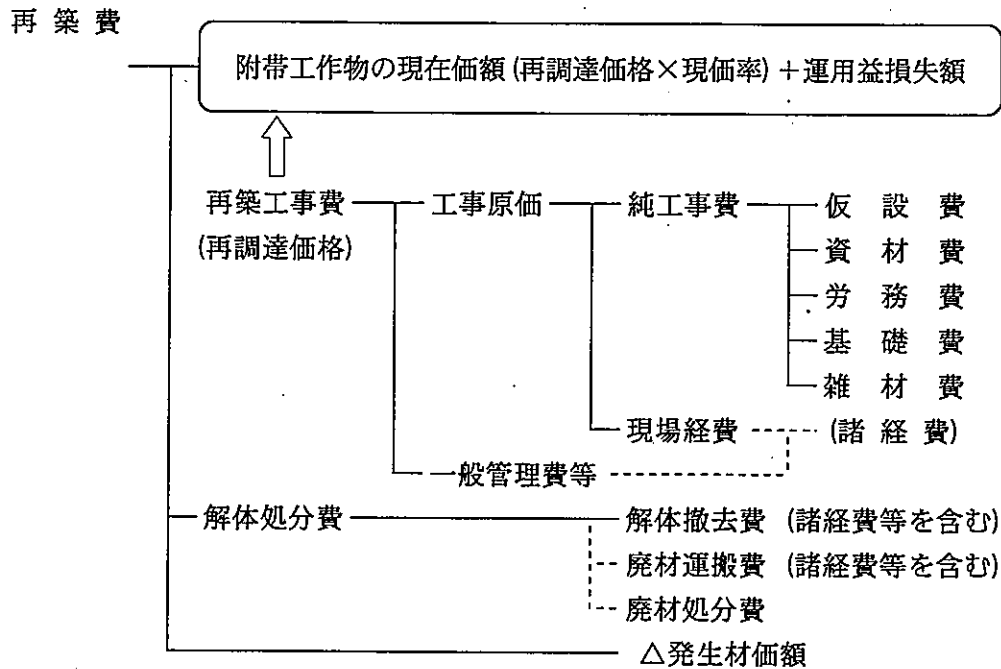 再築費
附帯工作物の現在価額(再調達価格×現価率)+運用益損失額
再築工事費 工事原価 純工事費 仮設費
(再調達価格) 資材費
労務費
基礎費
雑材費
現場経費 (諸経費)
一般管理費等
解体処分費 解体撤去費 (諸経費等を含む)
廃材運搬費 (諸経費等を含む)
廃材処分費
△発生材価額